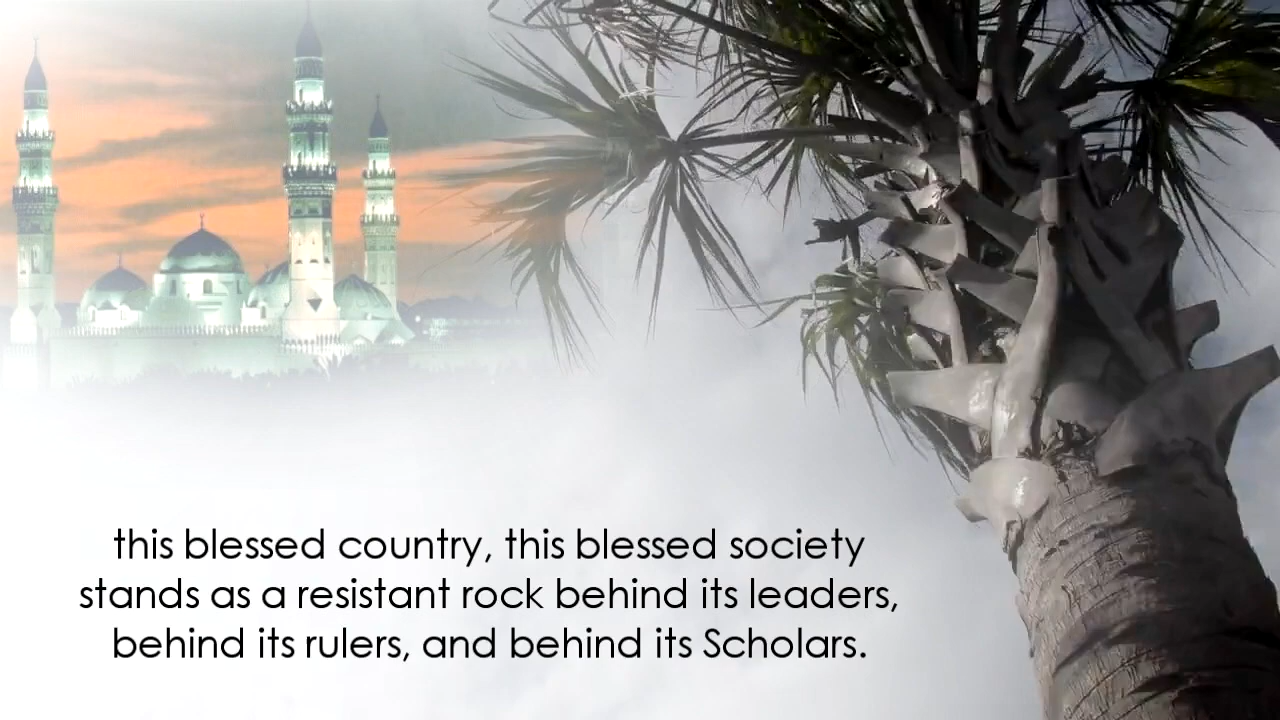 this blessed country, this blessed society
stands as a resistant rock behind its leaders,
behind its rulers, and behind its Scholars.